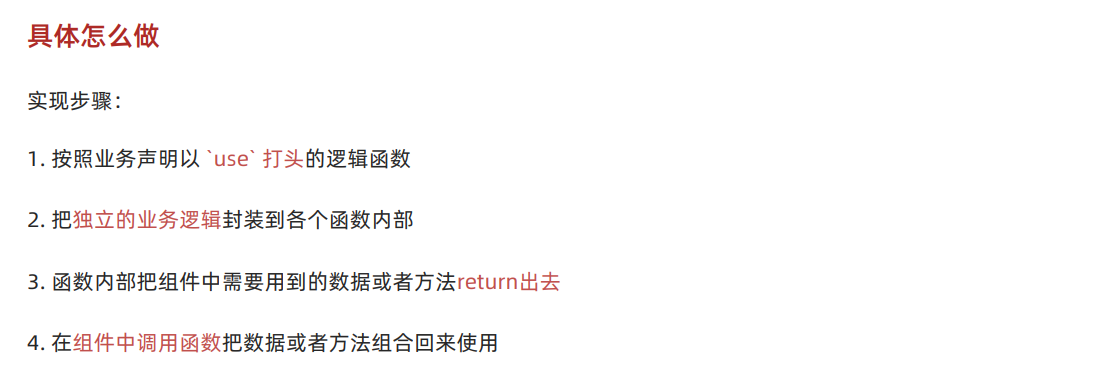 具体怎么做
实现步骤：
1. 按照业务声明以 `use` 打头的逻辑函数
2. 把独立的业务逻辑封装到各个函数内部
3. 函数内部把组件中需要用到的数据或者方法return出去
4. 在组件中调用函数把数据或者方法组合回来使用